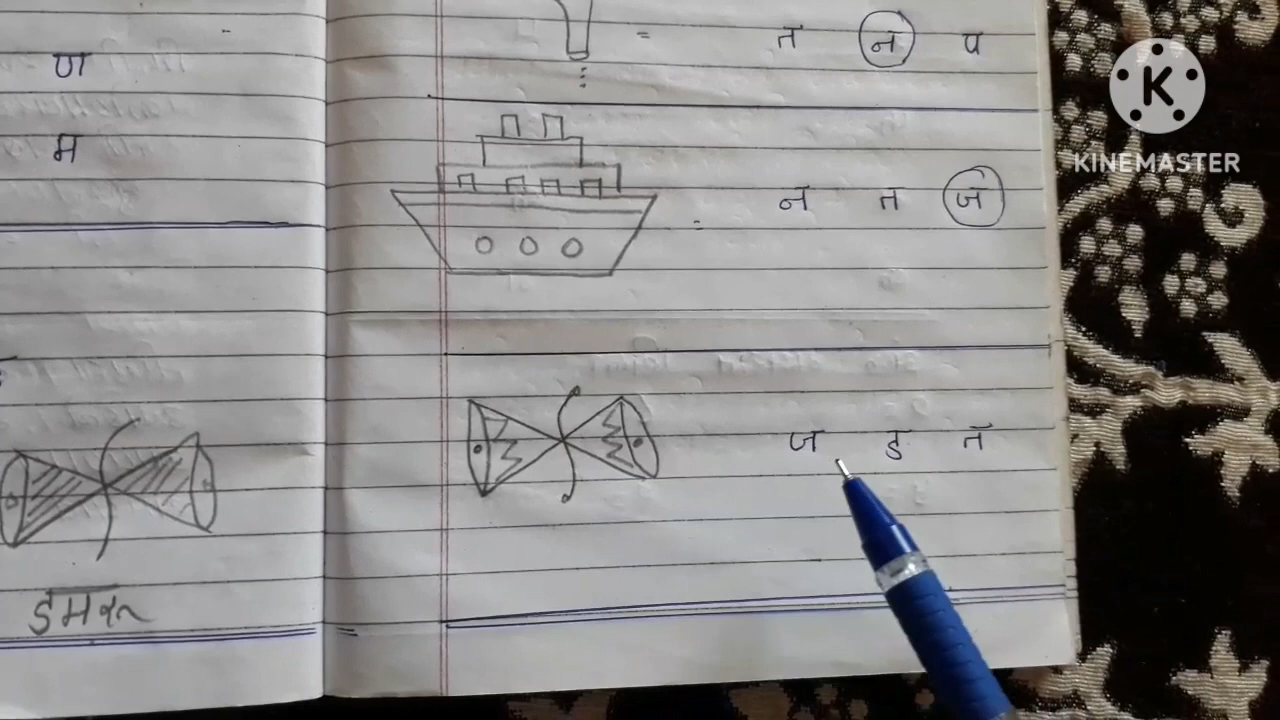 ण
म
डमरू
= त न प
= न त ज
ज ड त
K
KINEMASTER